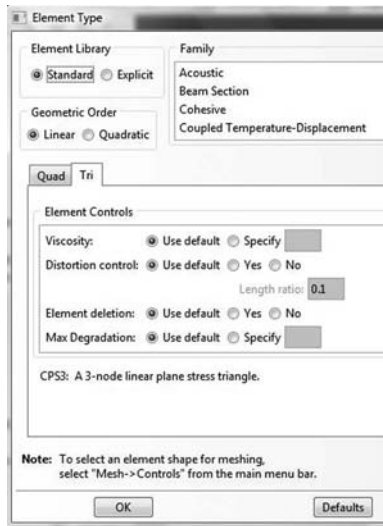 Element Type
Element Library
Standard Explicit
Geometric Order
Linear Quadratic
Family
Acoustic
Beam Section
Cohesive
Coupled Temperature-Displacement
Quad Tri
Element Controls
Viscosity: Use default Specify
Distortion control: Use default Yes No
Length ratio: 0.1
Element deletion: Use default Yes No
Max Degradation: Use default Specify
CPS3: A 3-node linear plane stress triangle.
Note: To select an element shape for meshing,
select "Mesh->Controls" from the main menu bar.
OK Defaults